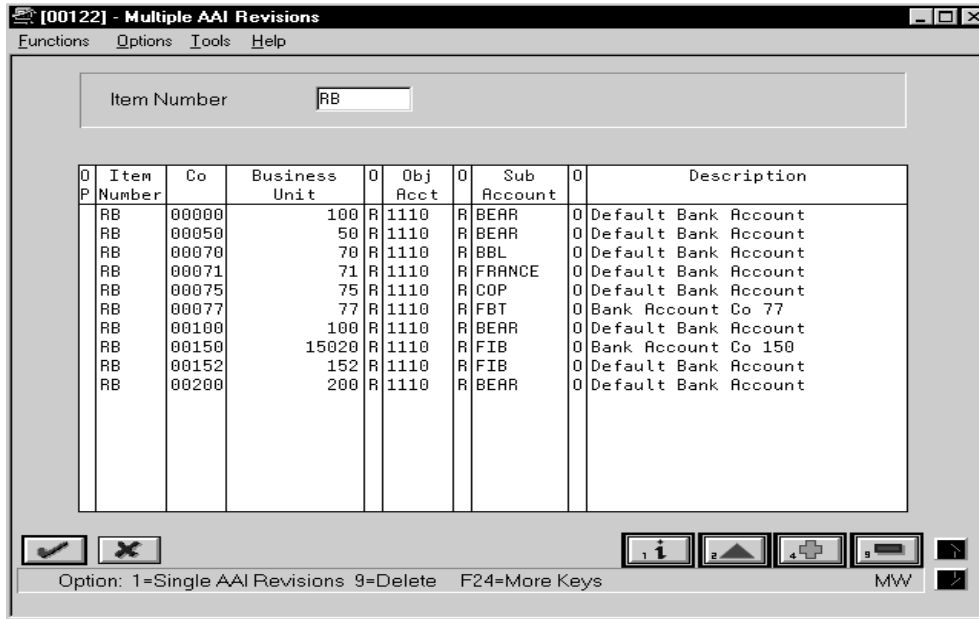 [00122] - Multiple AAI Revisions
Functions Options Tools Help
Item Number RB
O Item Co Business O Obj O Sub O Description
P Number Unit Acct Account
RB 00000 100 R 1110 R BEAR O Default Bank Account
RB 00050 50 R 1110 R BEAR O Default Bank Account
RB 00070 70 R 1110 R BBL O Default Bank Account
RB 00071 71 R 1110 R FRANCE O Default Bank Account
RB 00075 75 R 1110 R COP O Default Bank Account
RB 00077 77 R 1110 R FBT O Bank Account Co 77
RB 00100 100 R 1110 R BEAR O Default Bank Account
RB 00150 15020 R 1110 R FIB O Bank Account Co 150
RB 00152 152 R 1110 R FIB O Default Bank Account
RB 00200 200 R 1110 R BEAR O Default Bank Account
1 i 2 4 9
Option: 1=Single AAI Revisions 9=Delete F24=More Keys MW